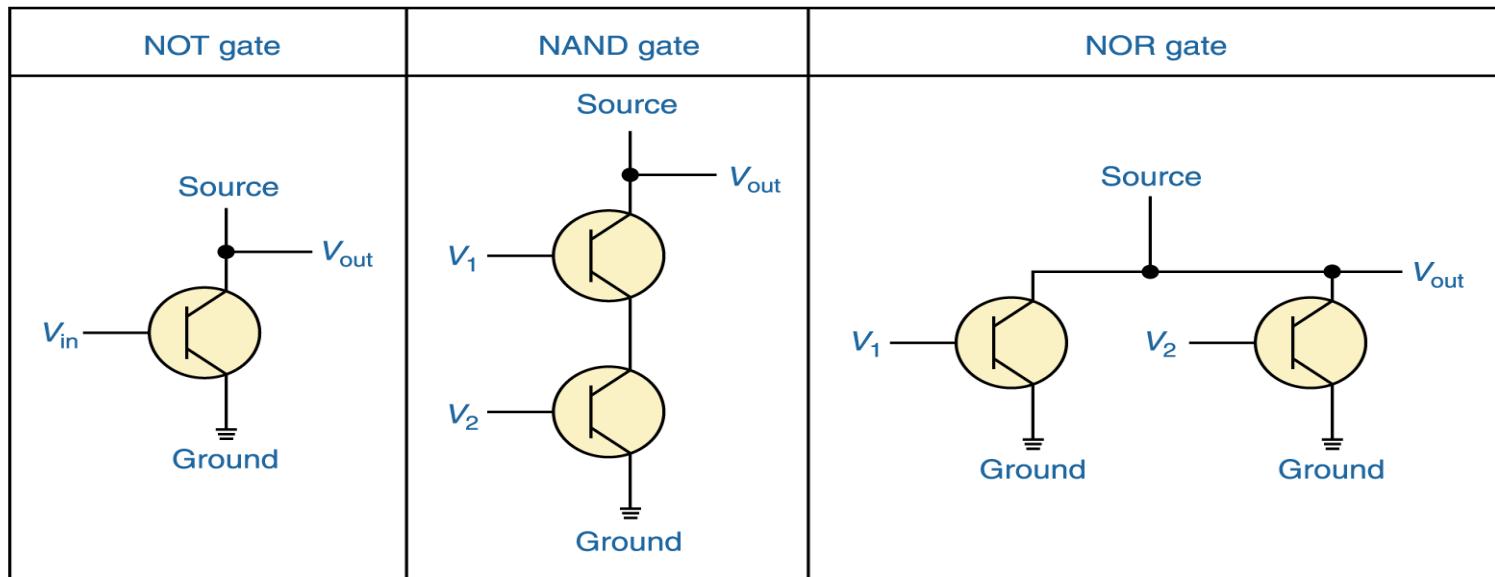 NOT gate
NAND gate
NOR gate
Source
Vout
Vin
Ground
Source
Vout
V1
V2
Ground
Source
Vout
V1
V2
Ground
Ground